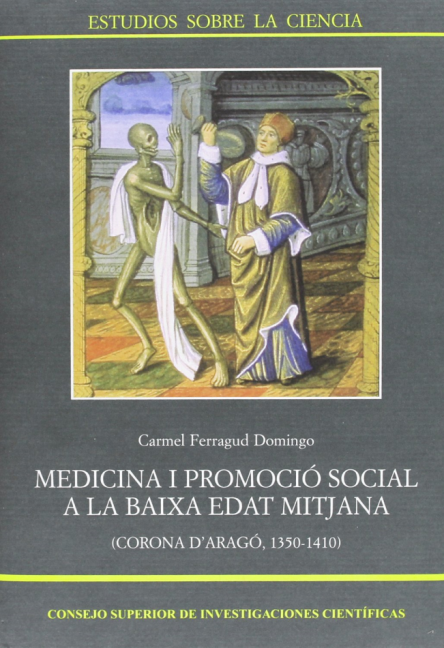 ESTUDIOS SOBRE LA CIENCIA
Carmel Ferragud Domingo
MEDICINA I PROMOCIÓ SOCIAL
A LA BAIXA EDAT MITJANA
(CORONA D'ARAGÓ, 1350-1410)
CONSEJO SUPERIOR DE INVESTIGACIONES CIENTÍFICAS